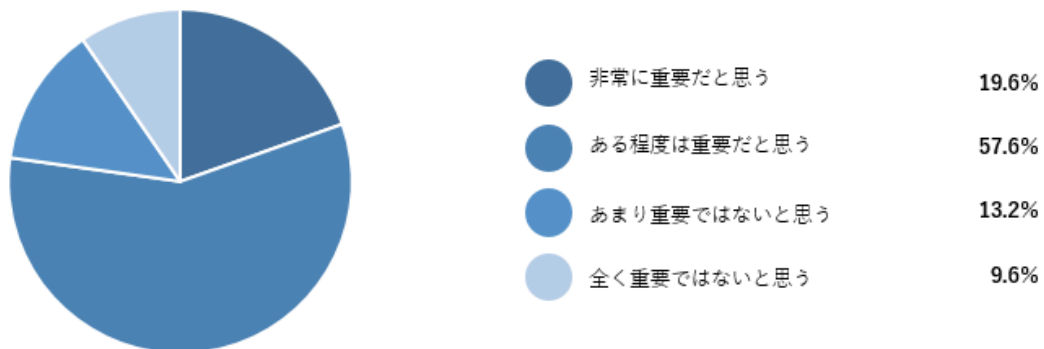 非常に重要だと思う 19.6%
ある程度は重要だと思う 57.6%
あまり重要ではないと思う 13.2%
全く重要ではないと思う 9.6%